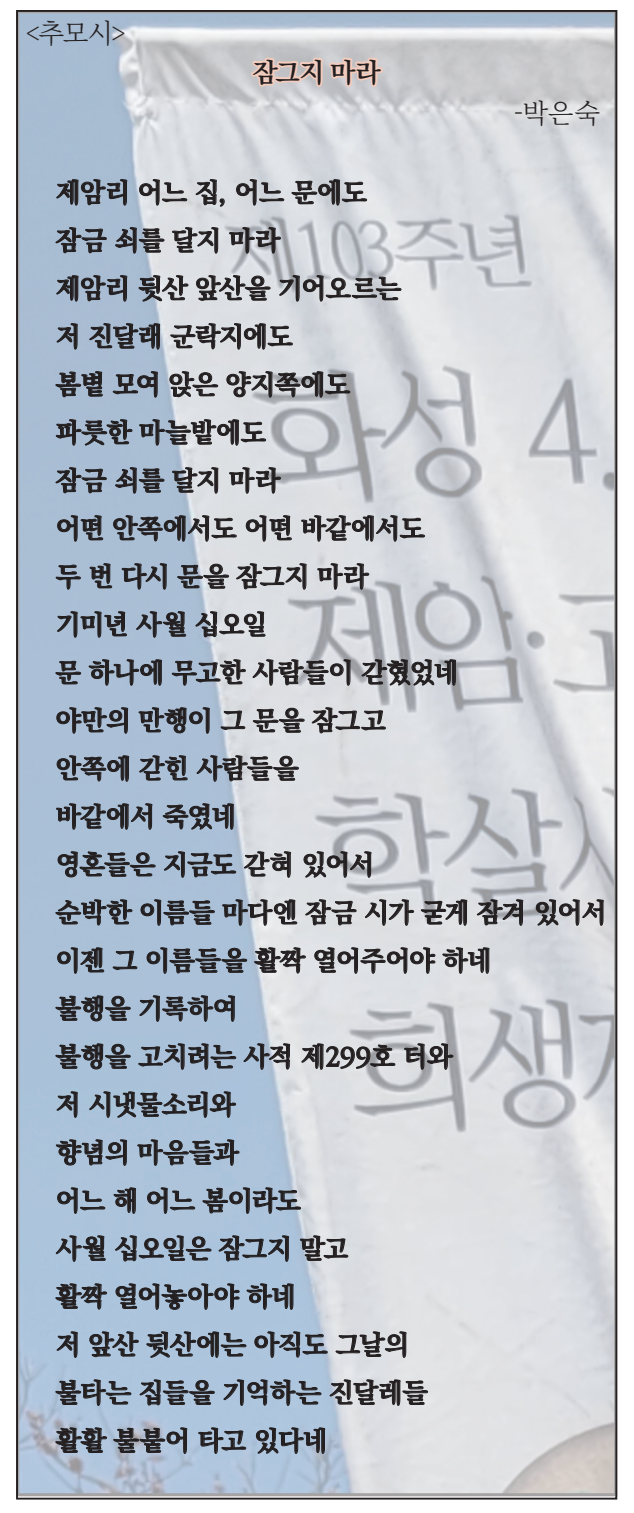 <추모시>
잠그지 마라
-박은숙
제암리 어느 집, 어느 문에도
잠금 쇠를 달지 마라
제암리 뒷산 앞산을 기어오르는
저 진달래 군락지에도
봄볕 모여 앉은 양지쪽에도
파릇한 마늘밭에도
잠금 쇠를 달지 마라
어떤 안쪽에서도 어떤 바깥에서도
두 번 다시 문을 잠그지 마라
기미년 사월 십오일
문 하나에 무고한 사람들이 갇혔었네
야만의 만행이 그 문을 잠그고
안쪽에 갇힌 사람들을
바깥에서 죽였네
영혼들은 지금도 갇혀 있어서
순박한 이름들 마다엔 잠금 시가 굳게 잠겨 있어서
이젠 그 이름들을 활짝 열어주어야 하네
불행을 기록하여
불행을 고치려는 사적 제299호 터와
저 시냇물소리와
향념의 마음들과
어느 해 어느 봄이라도
사월 십오일은 잠그지 말고
활짝 열어놓아야 하네
저 앞산 뒷산에는 아직도 그날의
불타는 집들을 기억하는 진달레들
활활 불붙어 타고 있다네
제103주년
화성 4.
제암·고
학살사
희생자